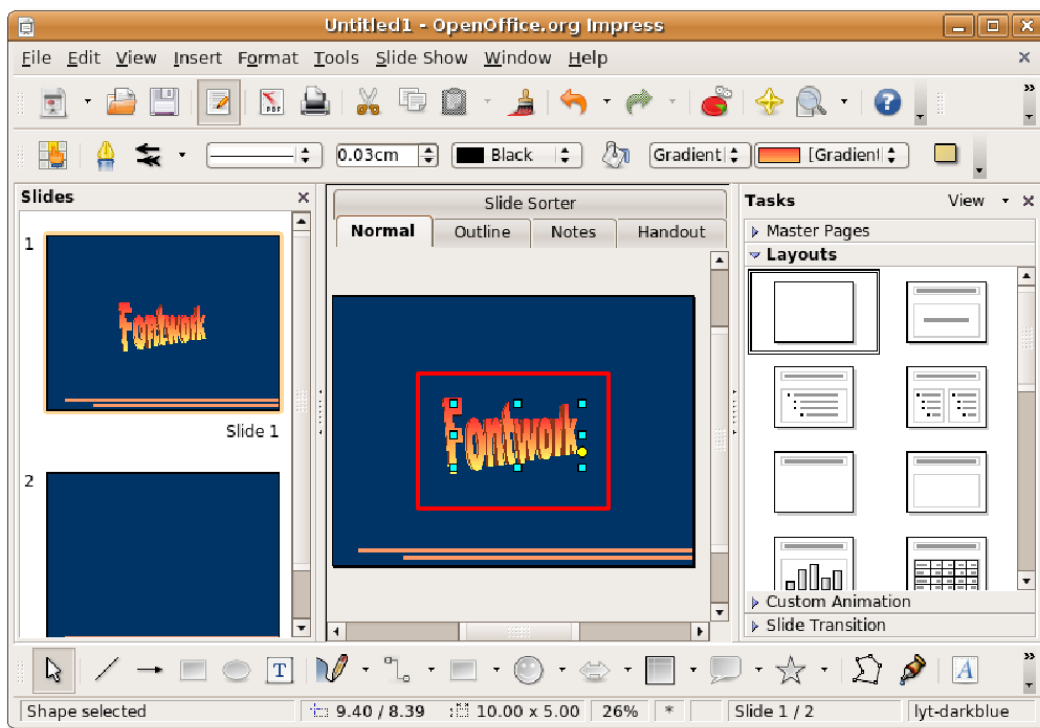 Untitled1 - OpenOffice.org Impress
File Edit View Insert Format Tools Slide Show Window Help
PDF
0.03cm Black Gradient [Gradient
Slides
1
Fontwork
Slide 1
2
Slide Sorter
Normal Outline Notes Handout
Fontwork
Tasks View
Master Pages
Layouts
Custom Animation
Slide Transition
T
A
Shape selected 9.40 / 8.39 10.00 x 5.00 26% * Slide 1 / 2 lyt-darkblue